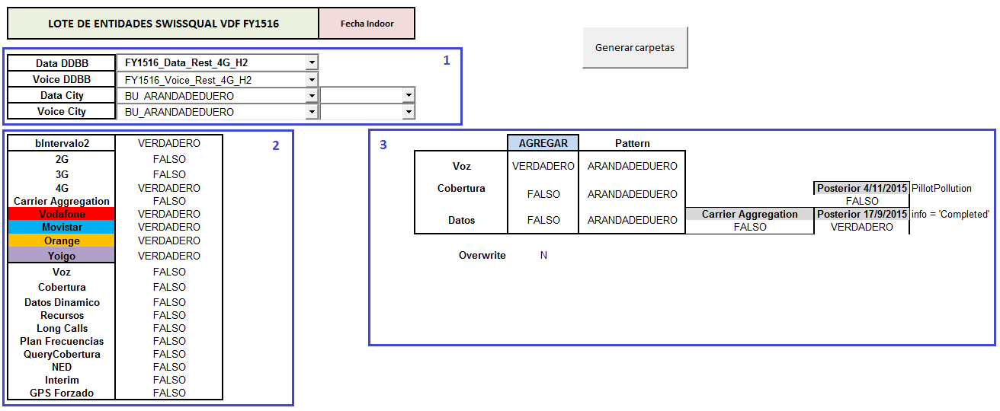 LOTE DE ENTIDADES SWISSQUAL VDF FY1516 Fecha Indoor
Generar carpetas
1
Data DDBB FY1516_Data_Rest_4G_H2
Voice DDBB FY1516_Voice_Rest_4G_H2
Data City BU_ARANDADEDUERO
Voice City BU_ARANDADEDUERO
2
bIntervalo2 VERDADERO
2G FALSO
3G FALSO
4G VERDADERO
Carrier Aggregation FALSO
Vodafone VERDADERO
Movistar VERDADERO
Orange VERDADERO
Yoigo VERDADERO
Voz FALSO
Cobertura FALSO
Datos Dinamico FALSO
Recursos FALSO
Long Calls FALSO
Plan Frecuencias FALSO
QueryCobertura FALSO
NED FALSO
Interim FALSO
GPS Forzado FALSO
3
AGREGAR Pattern
Voz VERDADERO ARANDADEDUERO
Cobertura FALSO ARANDADEDUERO
Posterior 4/11/2015 PillotPollution
FALSO
Datos FALSO ARANDADEDUERO
Carrier Aggregation Posterior 17/9/2015 info = 'Completed'
FALSO VERDADERO
Overwrite N